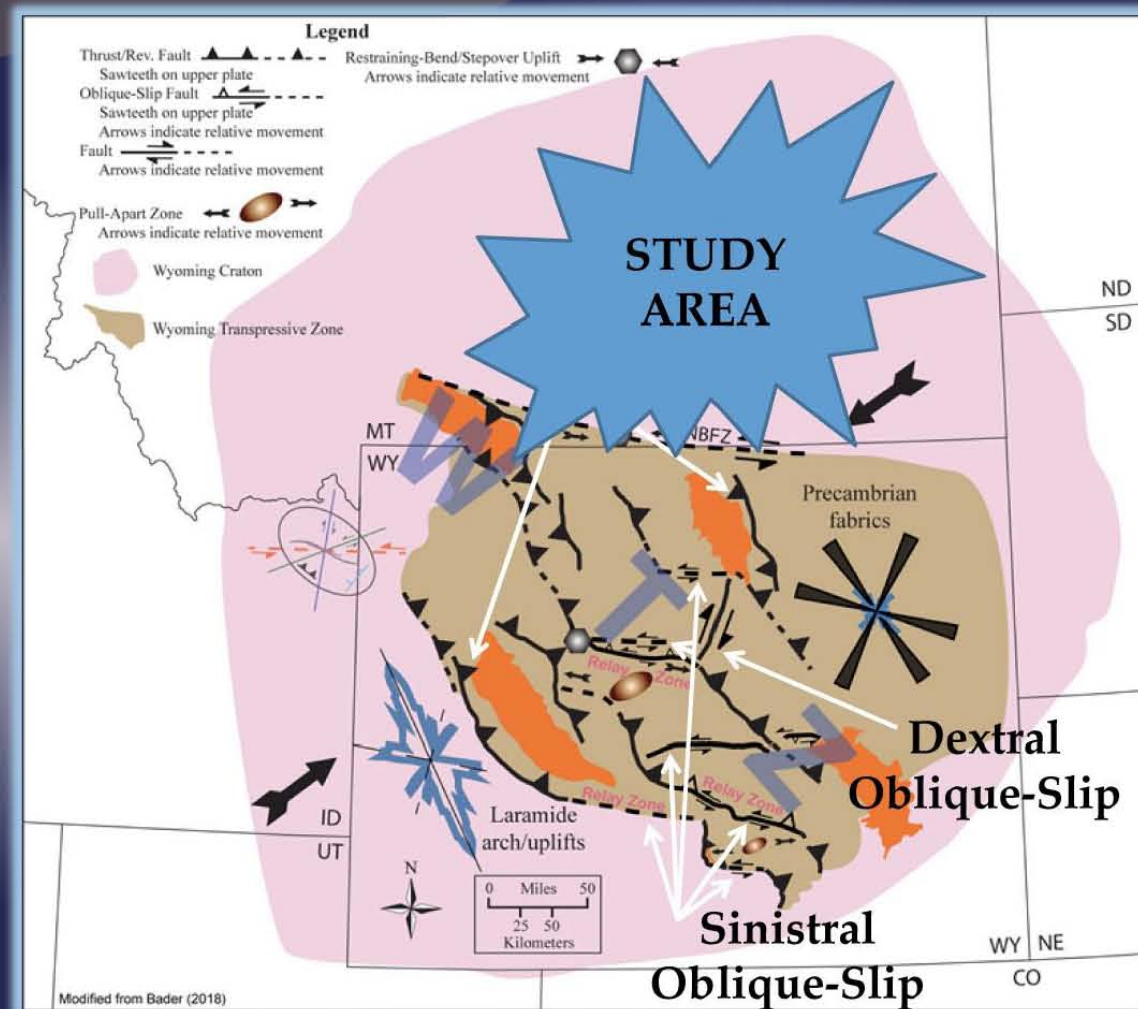 Legend
Thrust/Rev. Fault
Sawteeth on upper plate
Oblique-Slip Fault
Sawteeth on upper plate
Arrows indicate relative movement
Fault
Arrows indicate relative movement
Pull-Apart Zone
Arrows indicate relative movement
Wyoming Craton
Wyoming Transpressive Zone
Restraining-Bend/Stepover Uplift
Arrows indicate relative movement
STUDY
AREA
ND
SD
MT
WY
NBFZ
W
Precambrian
fabrics
T
Relay Zone
Z
Dextral
Oblique-Slip
Relay Zone
Relay Zone
Laramide
arch/uplifts
ID
UT
N
0 Miles 50
25 50
Kilometers
Sinistral
Oblique-Slip
WY NE
CO
Modified from Bader (2018)